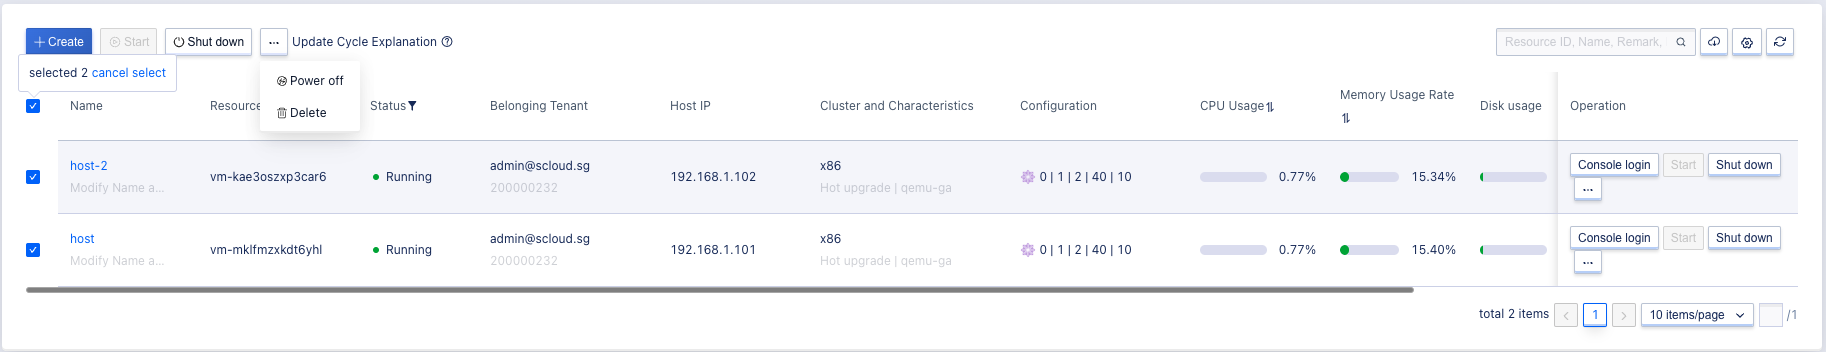 Create Start Shut down ... Update Cycle Explanation Resource ID, Name, Remark,
selected 2 cancel select
Power off
Delete
Name Resource Status Belonging Tenant Host IP Cluster and Characteristics Configuration CPU Usage Memory Usage Rate Disk usage Operation
host-2 vm-kae3oszxp3car6 Running admin@scloud.sg 192.168.1.102 x86 0 | 1 | 2 | 40 | 10 0.77% 15.34% Console login Start Shut down
Modify Name a... 200000232 Hot upgrade | qemu-ga ...
host vm-mklfmzxkdt6yhl Running admin@scloud.sg 192.168.1.101 x86 0 | 1 | 2 | 40 | 10 0.77% 15.40% Console login Start Shut down
Modify Name a... 200000232 Hot upgrade | qemu-ga ...
total 2 items < 1 > 10 items/page /1